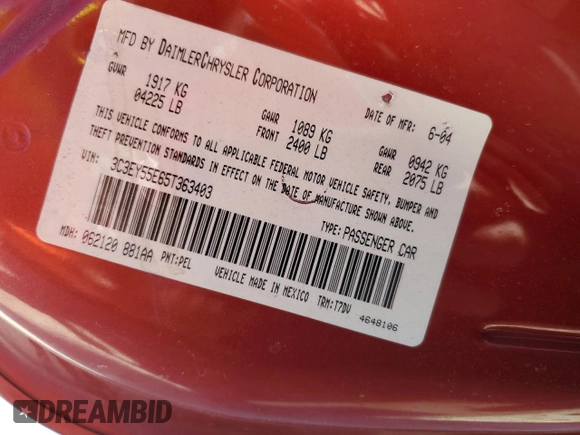 MFD BY DAIMLERCHRYSLER CORPORATION
DATE OF MFR: 6-04
GVWR 1917 KG 04225 LB
GAWR FRONT 1089 KG 2400 LB
GAWR REAR 0942 KG 2075 LB
THIS VEHICLE CONFORMS TO ALL APPLICABLE FEDERAL MOTOR VEHICLE SAFETY, BUMPER AND
THEFT PREVENTION STANDARDS IN EFFECT ON THE DATE OF MANUFACTURE SHOWN ABOVE.
VIN: 3C3EY55E65T363403
TYPE: PASSENGER CAR
MDH: 062120 881AA PNT: PEL
VEHICLE MADE IN MEXICO TRM: T7DV
4648106
DREAMBID